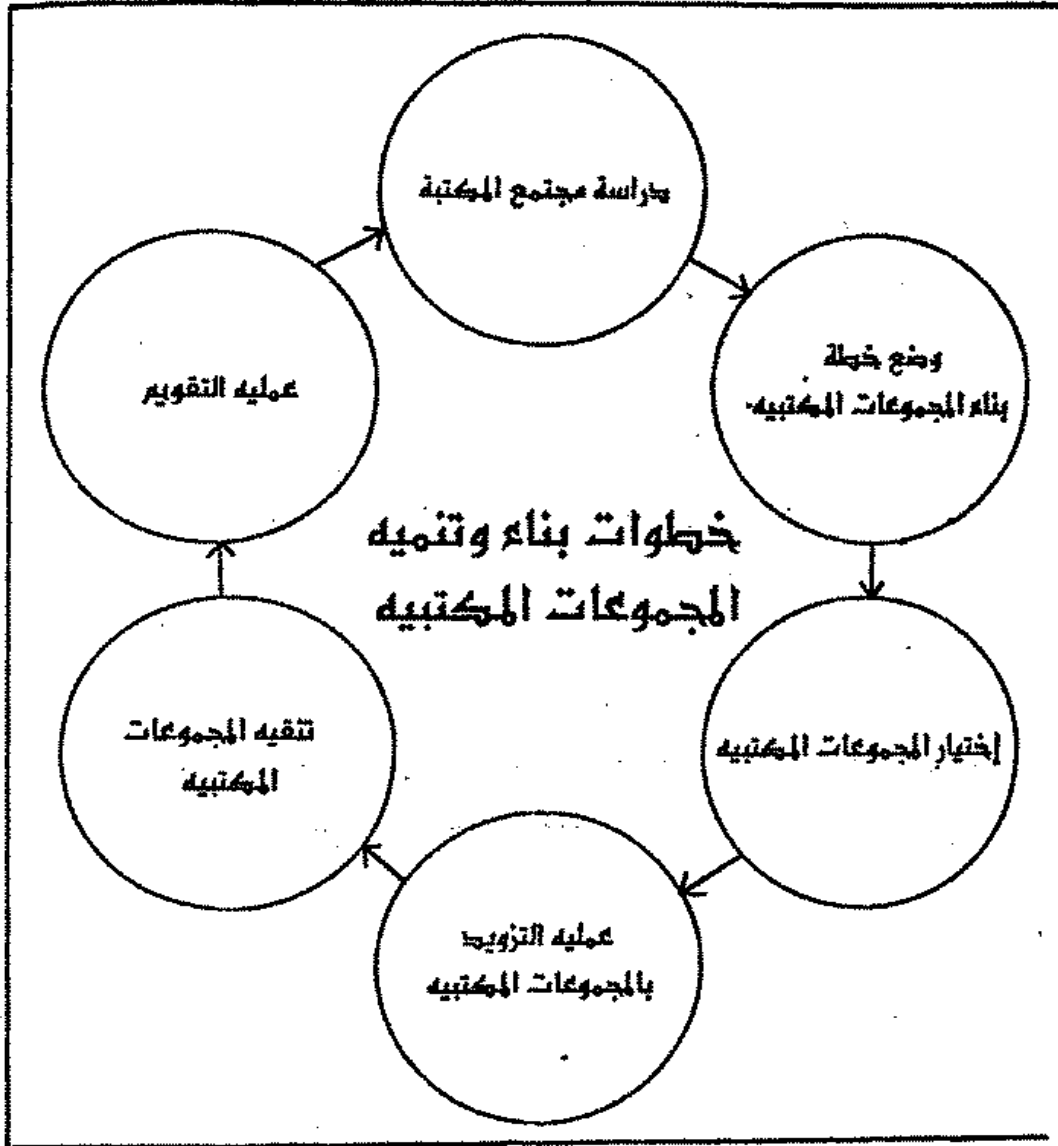 دراسة مجتمع المكتبة
وضع خطة
بناء المجموعات المكتبيه
إختيار المجموعات المكتبيه
عمليه التزويد
بالمجموعات المكتبيه
تنقيه المجموعات
المكتبيه
عمليه التقويم
خطوات بناء وتنميه
المجموعات المكتبيه